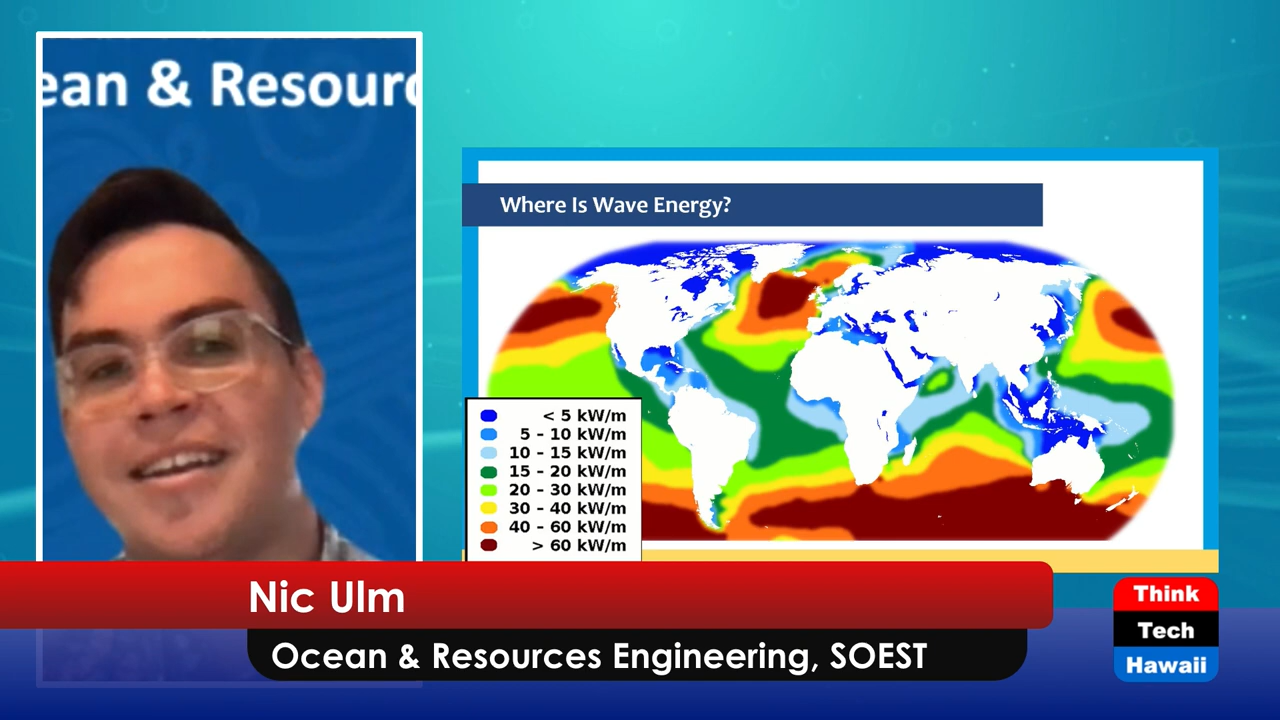 ean & Resourc
Where Is Wave Energy?
< 5 kW/m
5 - 10 kW/m
10 - 15 kW/m
15 - 20 kW/m
20 - 30 kW/m
30 - 40 kW/m
40 - 60 kW/m
> 60 kW/m
Nic Ulm
Ocean & Resources Engineering, SOEST
Think
Tech
Hawaii